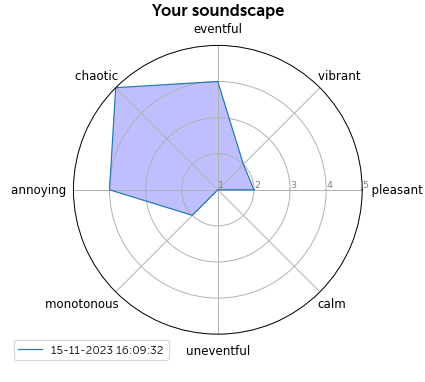 Your soundscape
eventful
chaotic
vibrant
annoying
1
2
3
4
5
pleasant
monotonous
calm
uneventful
15-11-2023 16:09:32